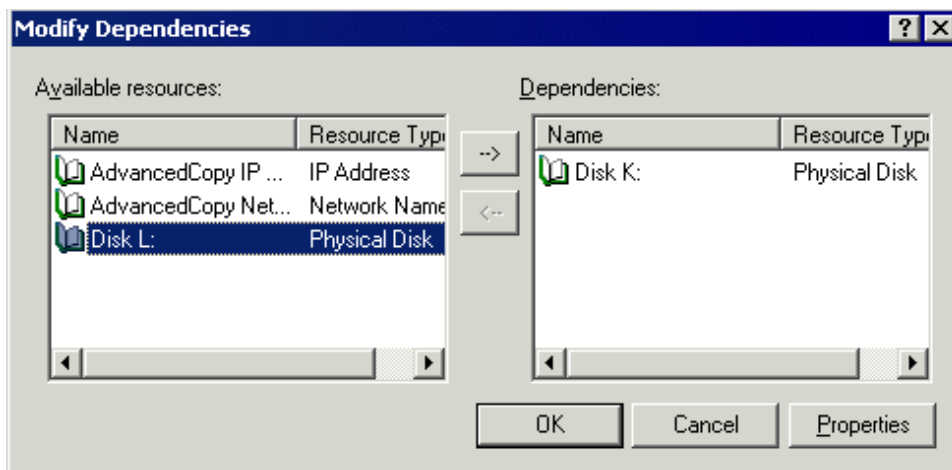 Modify Dependencies
Available resources:
Dependencies:
Name Resource Typ
AdvancedCopy IP ... IP Address
AdvancedCopy Net... Network Name
Disk L: Physical Disk
-->
<--
Name Resource Typ
Disk K: Physical Disk
OK Cancel Properties